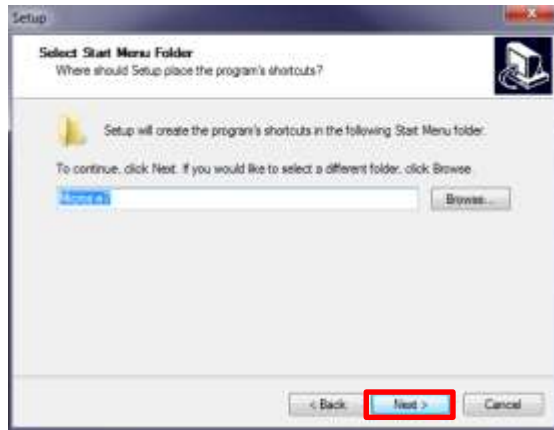 Setup
Select Start Menu Folder
Where should Setup place the program's shortcuts?
Setup will create the program's shortcuts in the following Start Menu folder.
To continue, click Next. If you would like to select a different folder, click Browse.
Browse...
< Back
Next >
Cancel